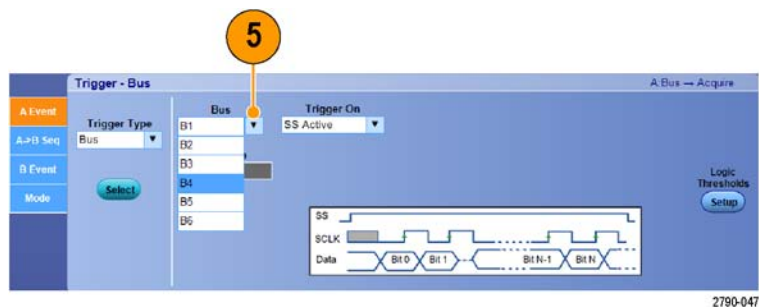 5
Trigger - Bus
A:Bus → Acquire
A Event
A->B Seq
B Event
Mode
Trigger Type
Bus
Select
Bus
B1
B2
B3
B4
B5
B6
Trigger On
SS Active
Logic
Thresholds
Setup
SS
SCLK
Data
Bit 0
Bit 1
Bit N-1
Bit N
2790-047